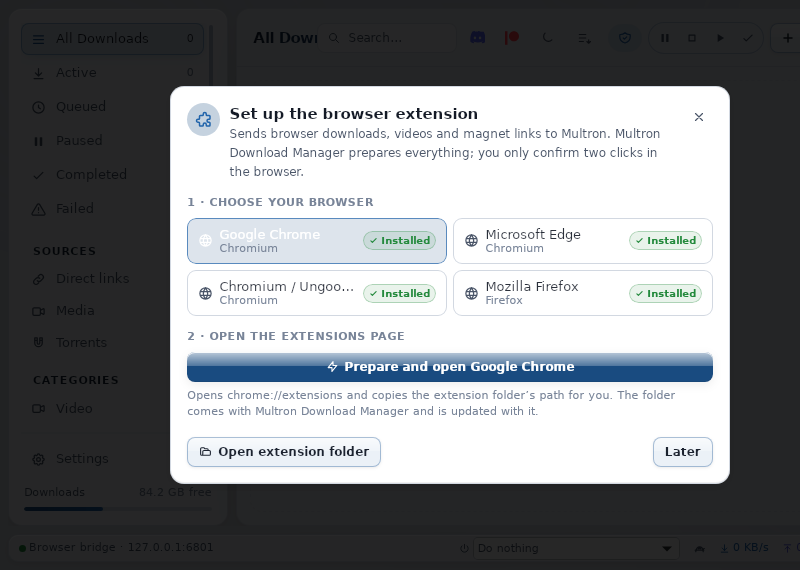 All Downloads 0
All Down
Search...
Active 0
Queued
Paused
Completed
Failed
SOURCES
Direct links
Media
Torrents
CATEGORIES
Video
Settings
Downloads 84.2 GB free
Set up the browser extension
Sends browser downloads, videos and magnet links to Multron. Multron
Download Manager prepares everything; you only confirm two clicks in
the browser.
1 · CHOOSE YOUR BROWSER
Google Chrome
Chromium
Installed
Microsoft Edge
Chromium
Installed
Chromium / Ungoo...
Chromium
Installed
Mozilla Firefox
Firefox
Installed
2 · OPEN THE EXTENSIONS PAGE
Prepare and open Google Chrome
Opens chrome://extensions and copies the extension folder’s path for you. The folder
comes with Multron Download Manager and is updated with it.
Open extension folder
Later
Browser bridge · 127.0.0.1:6801
Do nothing
0 KB/s